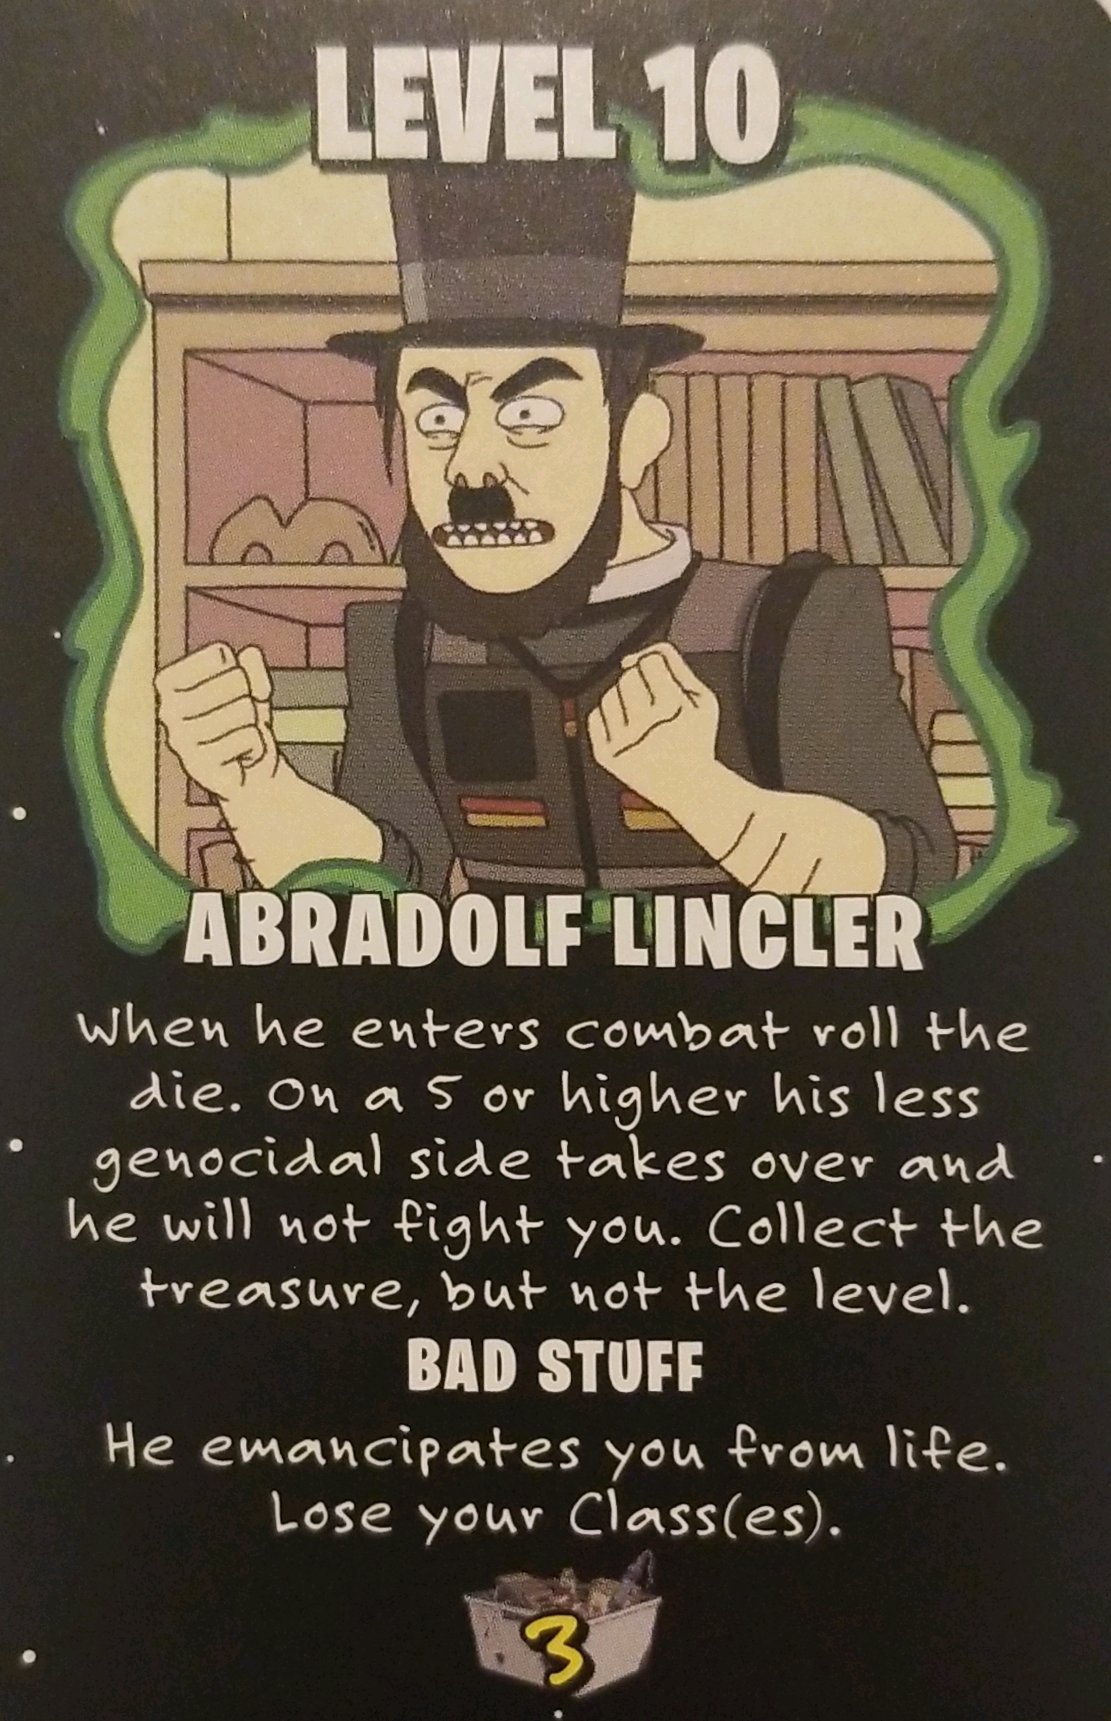 LEVEL 10
ABRADOLF LINCLER
When he enters combat roll the
die. On a 5 or higher his less
genocidal side takes over and
he will not fight you. Collect the
treasure, but not the level.
BAD STUFF
He emancipates you from life.
Lose your Class(es).
3